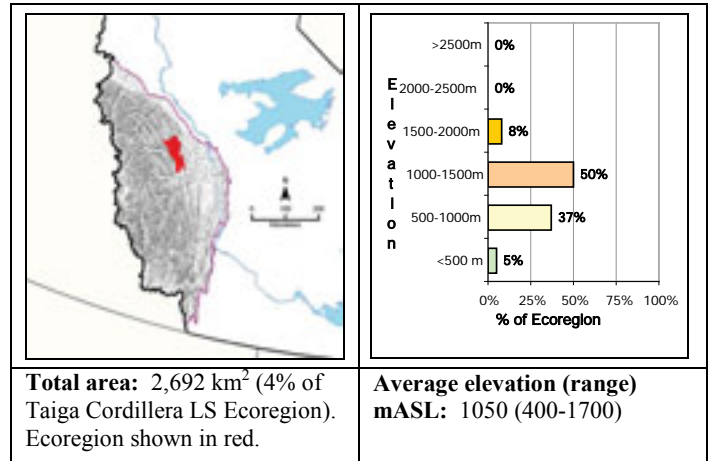 >2500m
0%
2000-2500m
0%
1500-2000m
8%
1000-1500m
50%
500-1000m
37%
<500 m
5%
Elevation
0% 25% 50% 75% 100%
% of Ecoregion
N
Total area: 2,692 km² (4% of
Taiga Cordillera LS Ecoregion).
Ecoregion shown in red.
Average elevation (range)
mASL: 1050 (400-1700)